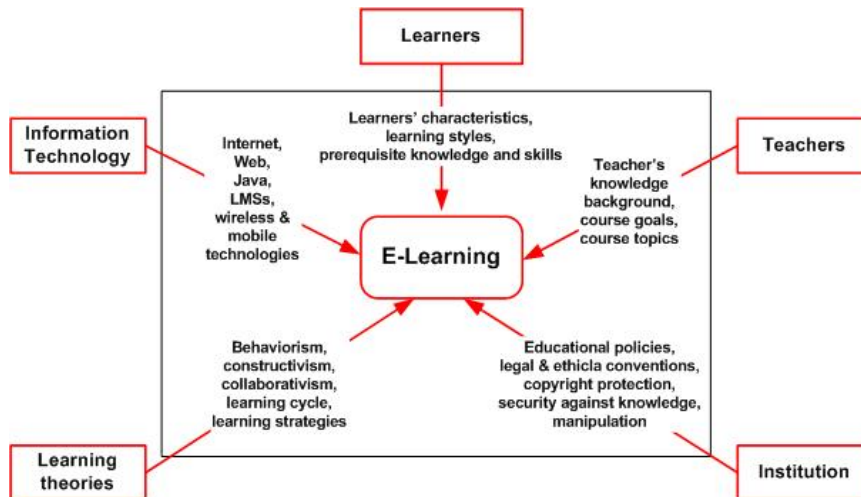 Learners
Information
Technology
Teachers
Learners' characteristics,
learning styles,
prerequisite knowledge and skills
Internet,
Web,
Java,
LMSs,
wireless &
mobile
technologies
Teacher's
knowledge
background,
course goals,
course topics
E-Learning
Behaviorism,
constructivism,
collaborativism,
learning cycle,
learning strategies
Educational policies,
legal & ethicla conventions,
copyright protection,
security against knowledge,
manipulation
Learning
theories
Institution